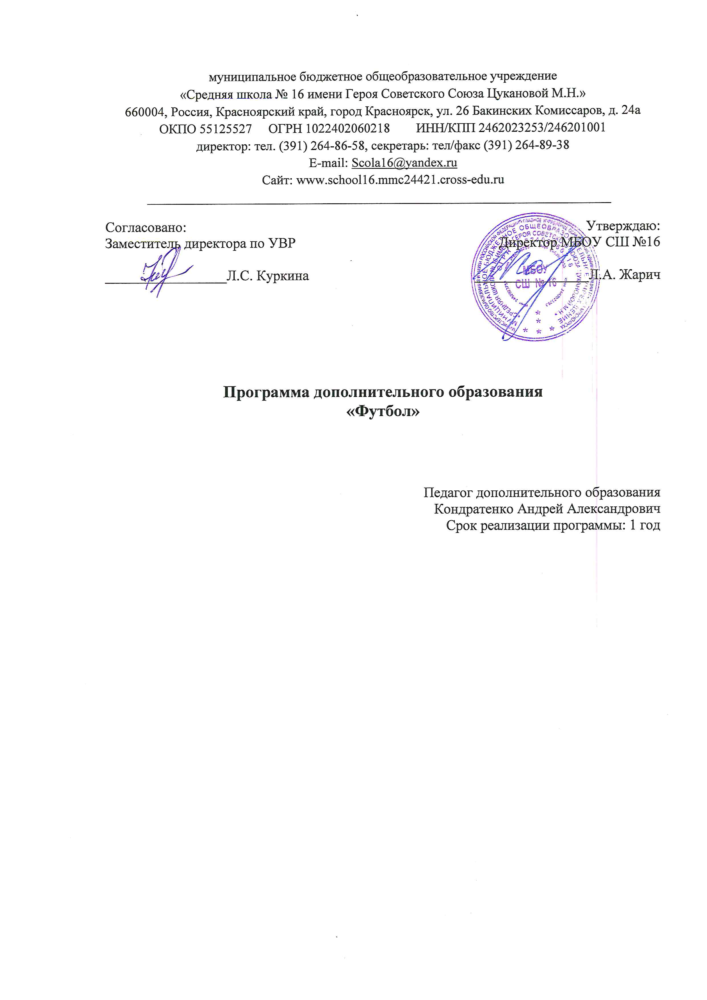 муниципальное бюджетное общеобразовательное учреждение
«Средняя школа № 16 имени Героя Советского Союза Цукановой М.Н.»
660004, Россия, Красноярский край, город Красноярск, ул. 26 Бакинских Комиссаров, д. 24а
ОКПО 55125527 ОГРН 1022402060218 ИНН/КПП 2462023253/246201001
директор: тел. (391) 264-86-58, секретарь: тел/факс (391) 264-89-38
E-mail: Scola16@yandex.ru
Сайт: www.school16.mmc24421.cross-edu.ru
Согласовано:
Заместитель директора по УВР
Л.С. Куркина
Утверждаю:
Директор МБОУ СШ №16
Л.А. Жарич
МБОУ
СШ № 16
Программа дополнительного образования
«Футбол»
Педагог дополнительного образования
Кондратенко Андрей Александрович
Срок реализации программы: 1 год